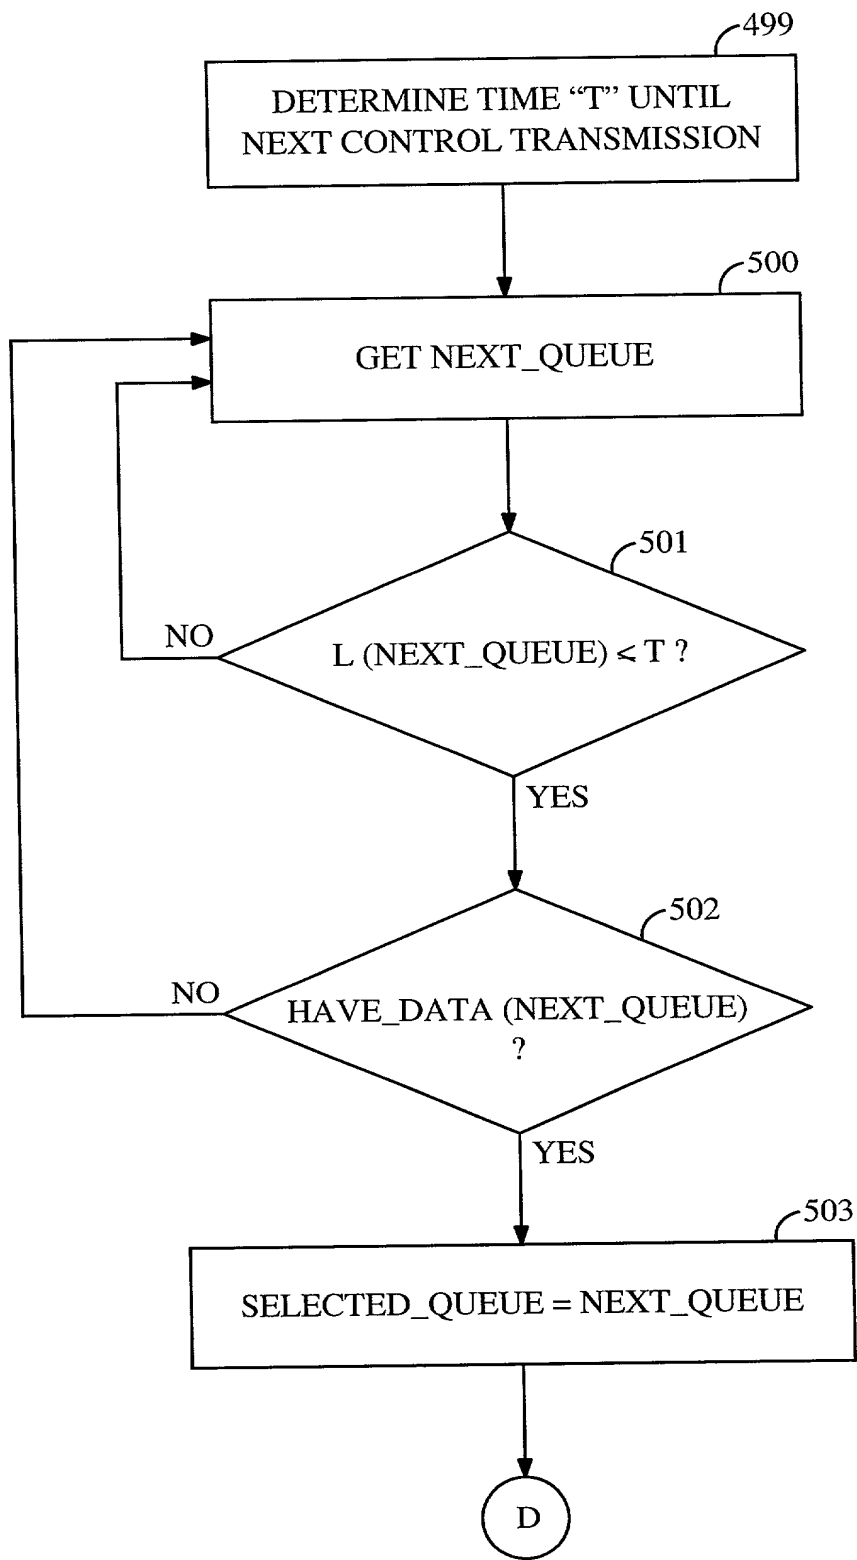 499
DETERMINE TIME “T” UNTIL
NEXT CONTROL TRANSMISSION
500
GET NEXT_QUEUE
501
NO
L (NEXT_QUEUE) < T ?
YES
502
NO
HAVE_DATA (NEXT_QUEUE)
?
YES
503
SELECTED_QUEUE = NEXT_QUEUE
D